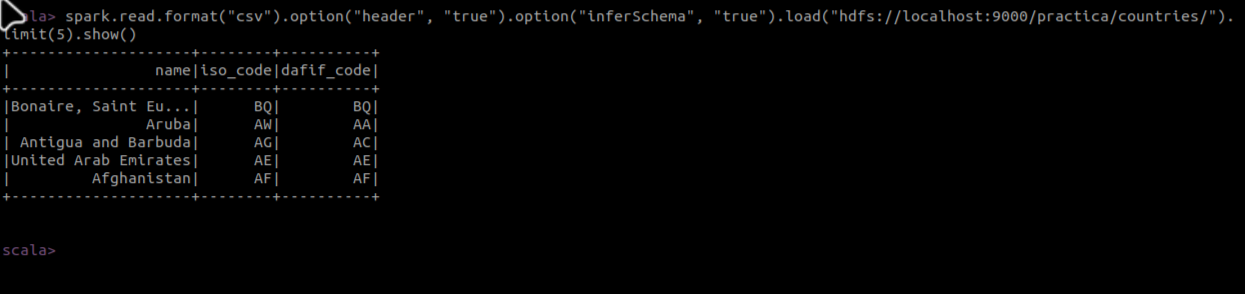 la> spark.read.format("csv").option("header", "true").option("inferSchema", "true").load("hdfs://localhost:9000/practica/countries/").
limit(5).show()
+--------------------+--------+----------+
|                name|iso_code|dafif_code|
+--------------------+--------+----------+
|Bonaire, Saint Eu...|      BQ|        BQ|
|               Aruba|      AW|        AA|
| Antigua and Barbuda|      AG|        AC|
|United Arab Emirates|      AE|        AE|
|         Afghanistan|      AF|        AF|
+--------------------+--------+----------+
scala>